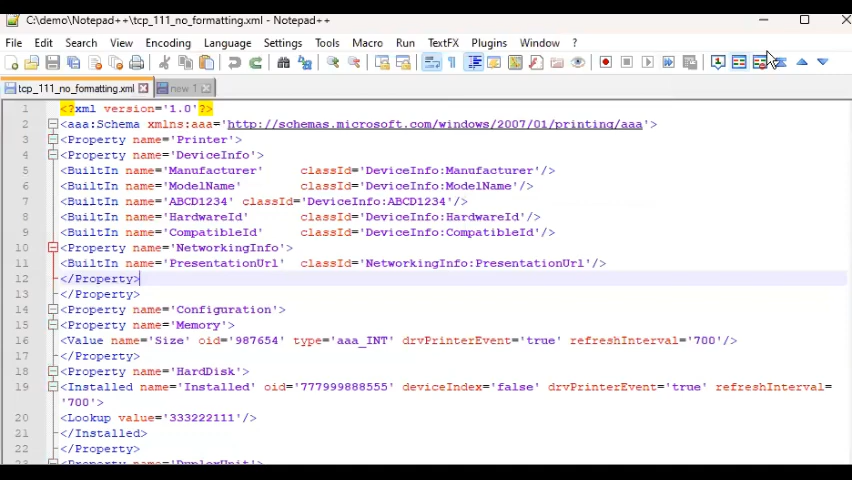 C:\demo\Notepad++\tcp_111_no_formatting.xml - Notepad++
File Edit Search View Encoding Language Settings Tools Macro Run TextFX Plugins Window ?
tcp_111_no_formatting.xml new 1
1 <?xml version='1.0'?>
2 <aaa:Schema xmlns:aaa='http://schemas.microsoft.com/windows/2007/01/printing/aaa'>
3 <Property name='Printer'>
4 <Property name='DeviceInfo'>
5 <BuiltIn name='Manufacturer' classId='DeviceInfo:Manufacturer'/>
6 <BuiltIn name='ModelName' classId='DeviceInfo:ModelName'/>
7 <BuiltIn name='ABCD1234' classId='DeviceInfo:ABCD1234'/>
8 <BuiltIn name='HardwareId' classId='DeviceInfo:HardwareId'/>
9 <BuiltIn name='CompatibleId' classId='DeviceInfo:CompatibleId'/>
10 <Property name='NetworkingInfo'>
11 <BuiltIn name='PresentationUrl' classId='NetworkingInfo:PresentationUrl'/>
12 </Property>
13 </Property>
14 <Property name='Configuration'>
15 <Property name='Memory'>
16 <Value name='Size' oid='987654' type='aaa_INT' drvPrinterEvent='true' refreshInterval='700'/>
17 </Property>
18 <Property name='HardDisk'>
19 <Installed name='Installed' oid='777999888555' deviceIndex='false' drvPrinterEvent='true' refreshInterval=
'700'>
20 <Lookup value='333222111'/>
21 </Installed>
22 </Property>
23 <Property name='DuplexUnit'>